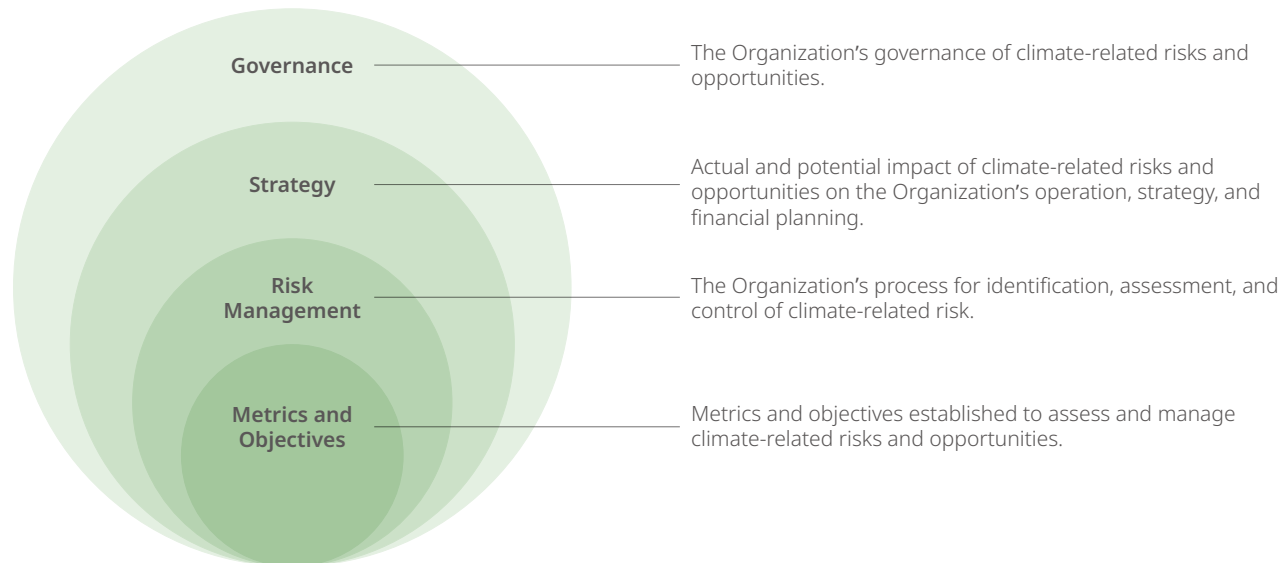 Governance
The Organization's governance of climate-related risks and
opportunities.
Strategy
Actual and potential impact of climate-related risks and
opportunities on the Organization's operation, strategy, and
financial planning.
Risk
Management
The Organization's process for identification, assessment, and
control of climate-related risk.
Metrics and
Objectives
Metrics and objectives established to assess and manage
climate-related risks and opportunities.